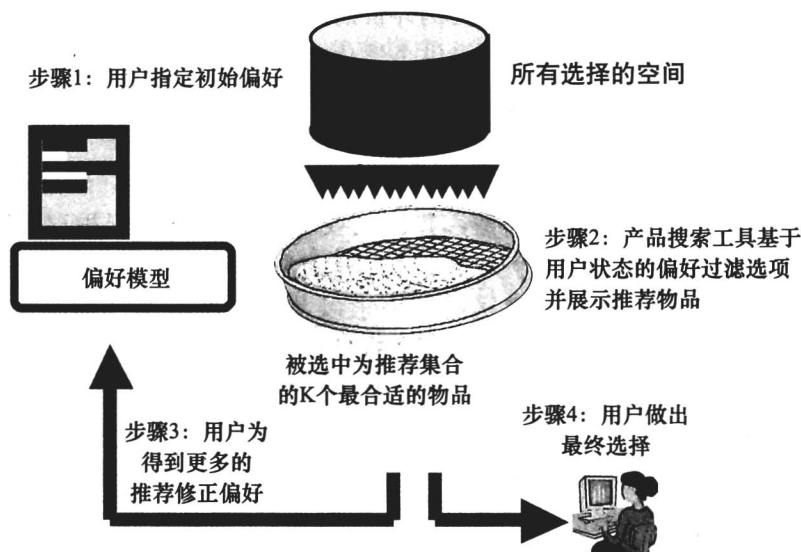 步骤1：用户指定初始偏好
所有选择的空间
偏好模型
步骤2：产品搜索工具基于
用户状态的偏好过滤选项
并展示推荐物品
被选中为推荐集合
的K个最合适的物品
步骤3：用户为
得到更多的
推荐修正偏好
步骤4：用户做出
最终选择